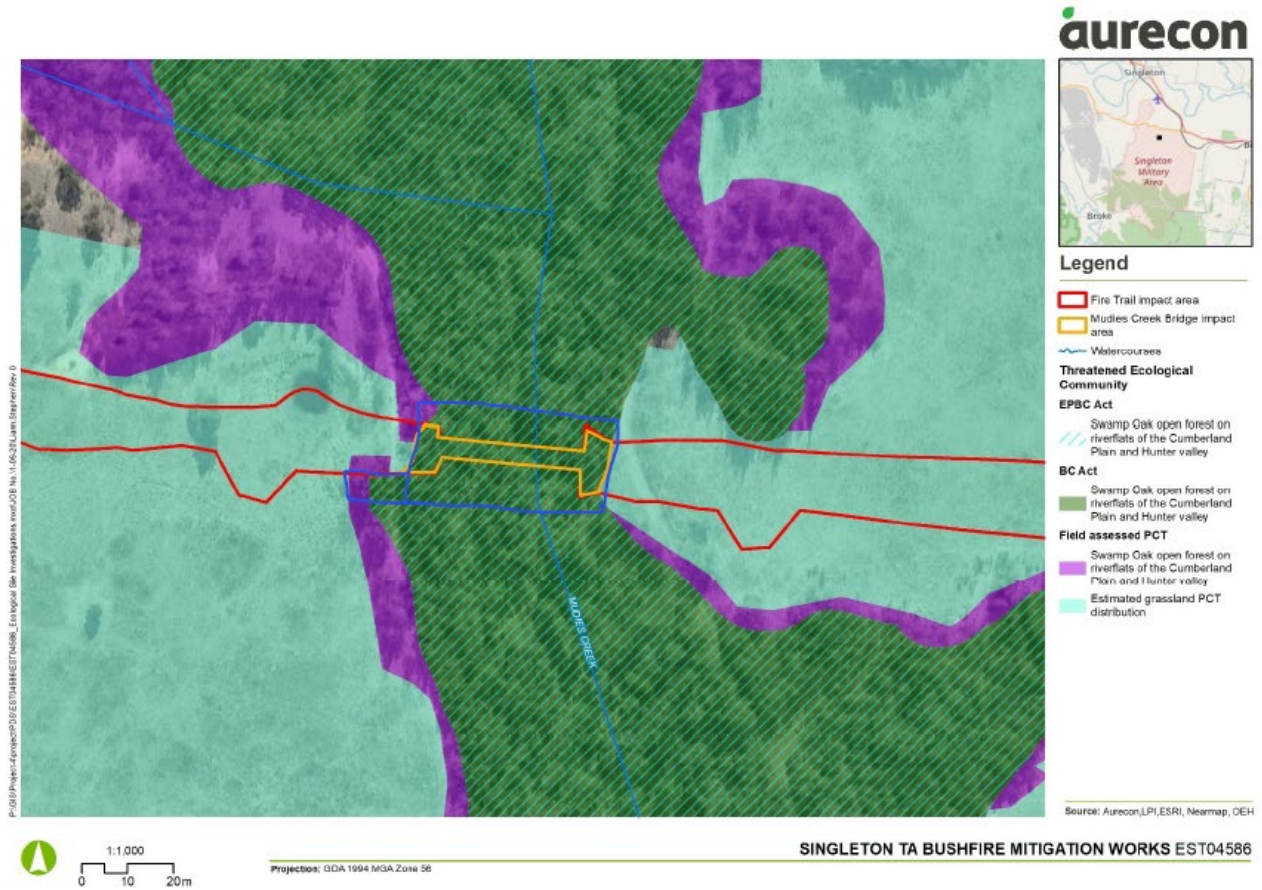 aurecon
Singleton
Singleton
Military
Area
Broke
Legend
Fire Trail impact area
Mudies Creek Bridge impact
area
Watercourses
Threatened Ecological
Community
EPBC Act
Swamp Oak open forest on
riverflats of the Cumberland
Plain and Hunter valley
BC Act
Swamp Oak open forest on
riverflats of the Cumberland
Plain and Hunter valley
Field assessed PCT
Swamp Oak open forest on
riverflats of the Cumberland
Plain and Hunter valley
Estimated grassland PCT
distribution
MUDIES CREEK
Source: Aurecon,LPI,ESRI, Nearmap, OEH
1:1,000
0 10 20m
Projection: GDA 1994 MGA Zone 56
SINGLETON TA BUSHFIRE MITIGATION WORKS EST04586